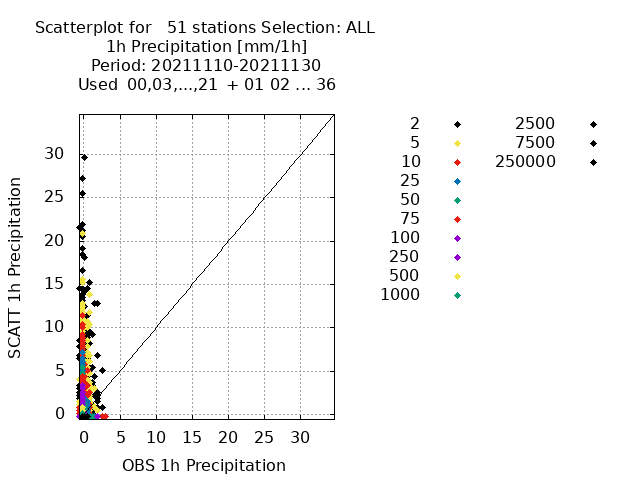 Scatterplot for   51 stations Selection: ALL
1h Precipitation [mm/1h]
Period: 20211110-20211130
Used  00,03,...,21  + 01 02 ... 36
SCATT 1h Precipitation
30
25
20
15
10
5
0
0 5 10 15 20 25 30
OBS 1h Precipitation
2 2500
5 7500
10 250000
25
50
75
100
250
500
1000